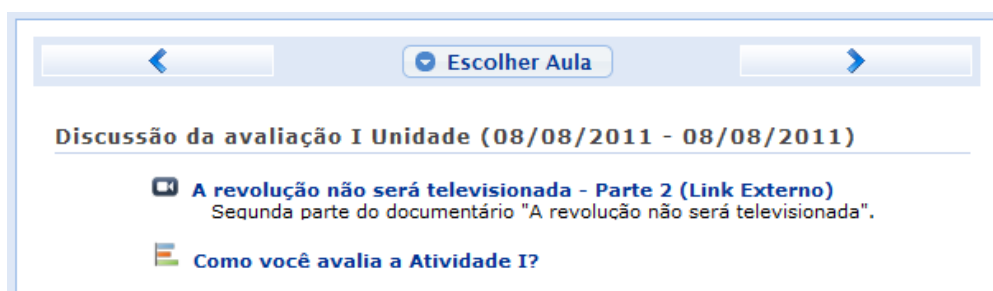 Escolher Aula
Discussão da avaliação I Unidade (08/08/2011 - 08/08/2011)
A revolução não será televisionada - Parte 2 (Link Externo)
Segunda parte do documentário "A revolução não será televisionada".
Como você avalia a Atividade I?